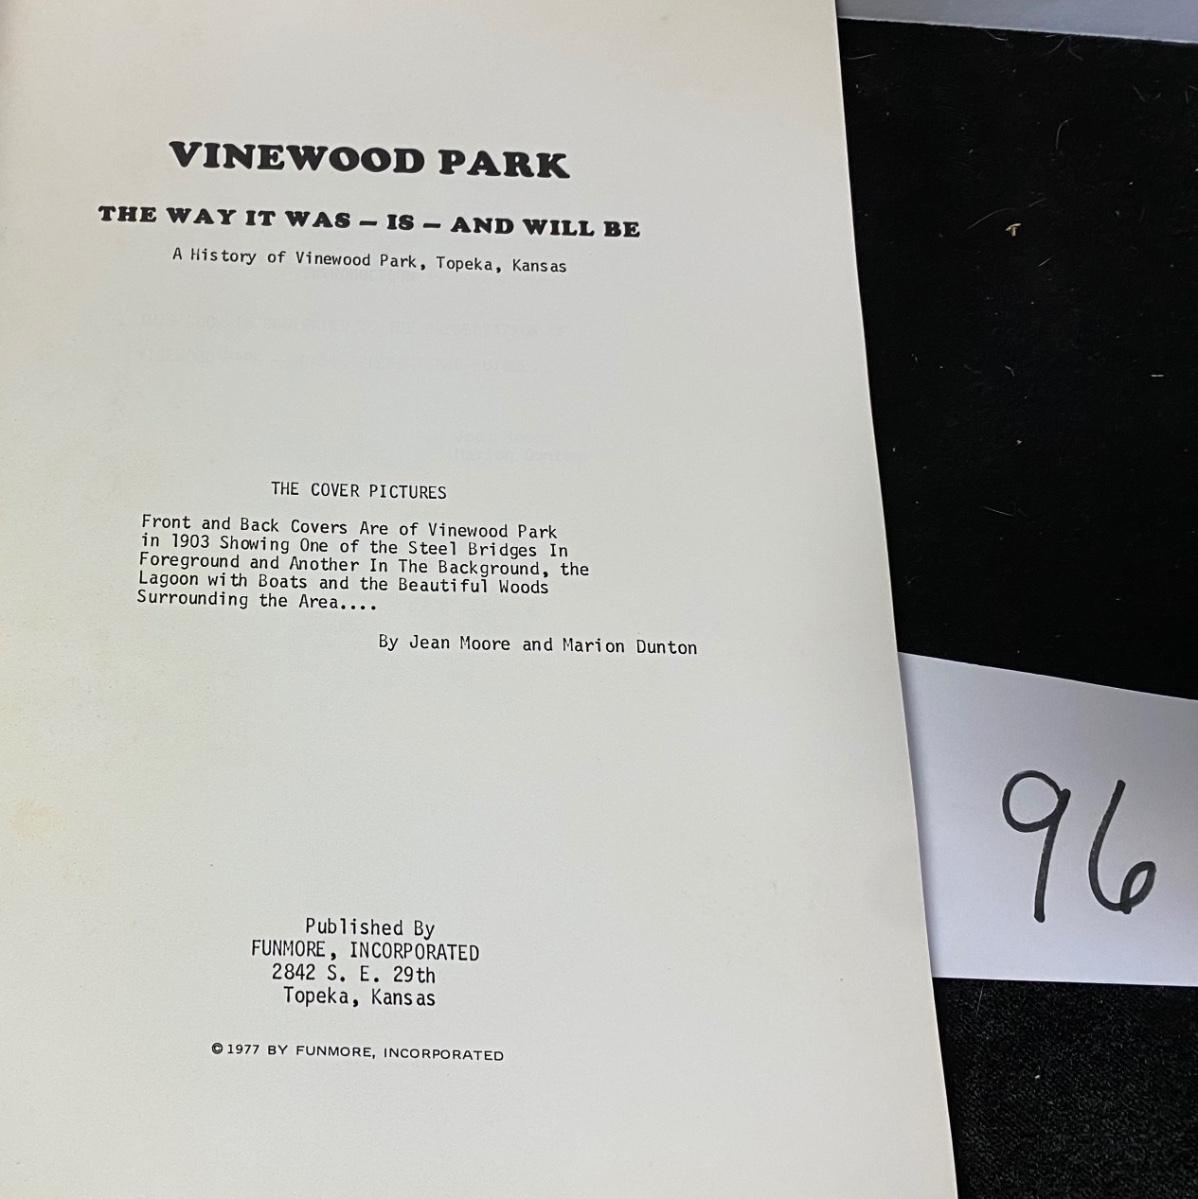 VINEWOOD PARK
THE WAY IT WAS – IS – AND WILL BE
A History of Vinewood Park, Topeka, Kansas
THE COVER PICTURES
Front and Back Covers Are of Vinewood Park
in 1903 Showing One of the Steel Bridges In
Foreground and Another In The Background, the
Lagoon with Boats and the Beautiful Woods
Surrounding the Area....
By Jean Moore and Marion Dunton
Published By
FUNMORE, INCORPORATED
2842 S. E. 29th
Topeka, Kansas
© 1977 BY FUNMORE, INCORPORATED
96